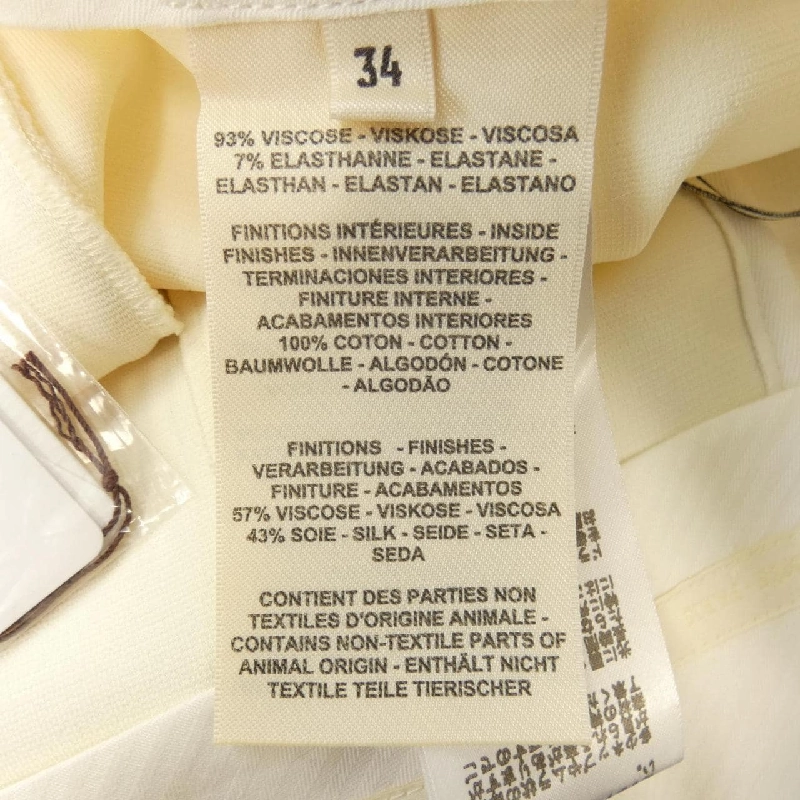 34
93% VISCOSE - VISKOSE - VISCOSA
7% ELASTHANNE - ELASTANE -
ELASTHAN - ELASTAN - ELASTANO
FINITIONS INTÉRIEURES - INSIDE
FINISHES - INNENVERARBEITUNG -
TERMINACIONES INTERIORES -
FINITURE INTERNE -
ACABAMENTOS INTERIORES
100% COTON - COTTON -
BAUMWOLLE - ALGODÓN - COTONE
- ALGODÃO
FINITIONS - FINISHES -
VERARBEITUNG - ACABADOS -
FINITURE - ACABAMENTOS
57% VISCOSE - VISKOSE - VISCOSA
43% SOIE - SILK - SEIDE - SETA -
SEDA
CONTIENT DES PARTIES NON
TEXTILES D'ORIGINE ANIMALE -
CONTAINS NON-TEXTILE PARTS OF
ANIMAL ORIGIN - ENTHÄLT NICHT
TEXTILE TEILE TIERISCHER